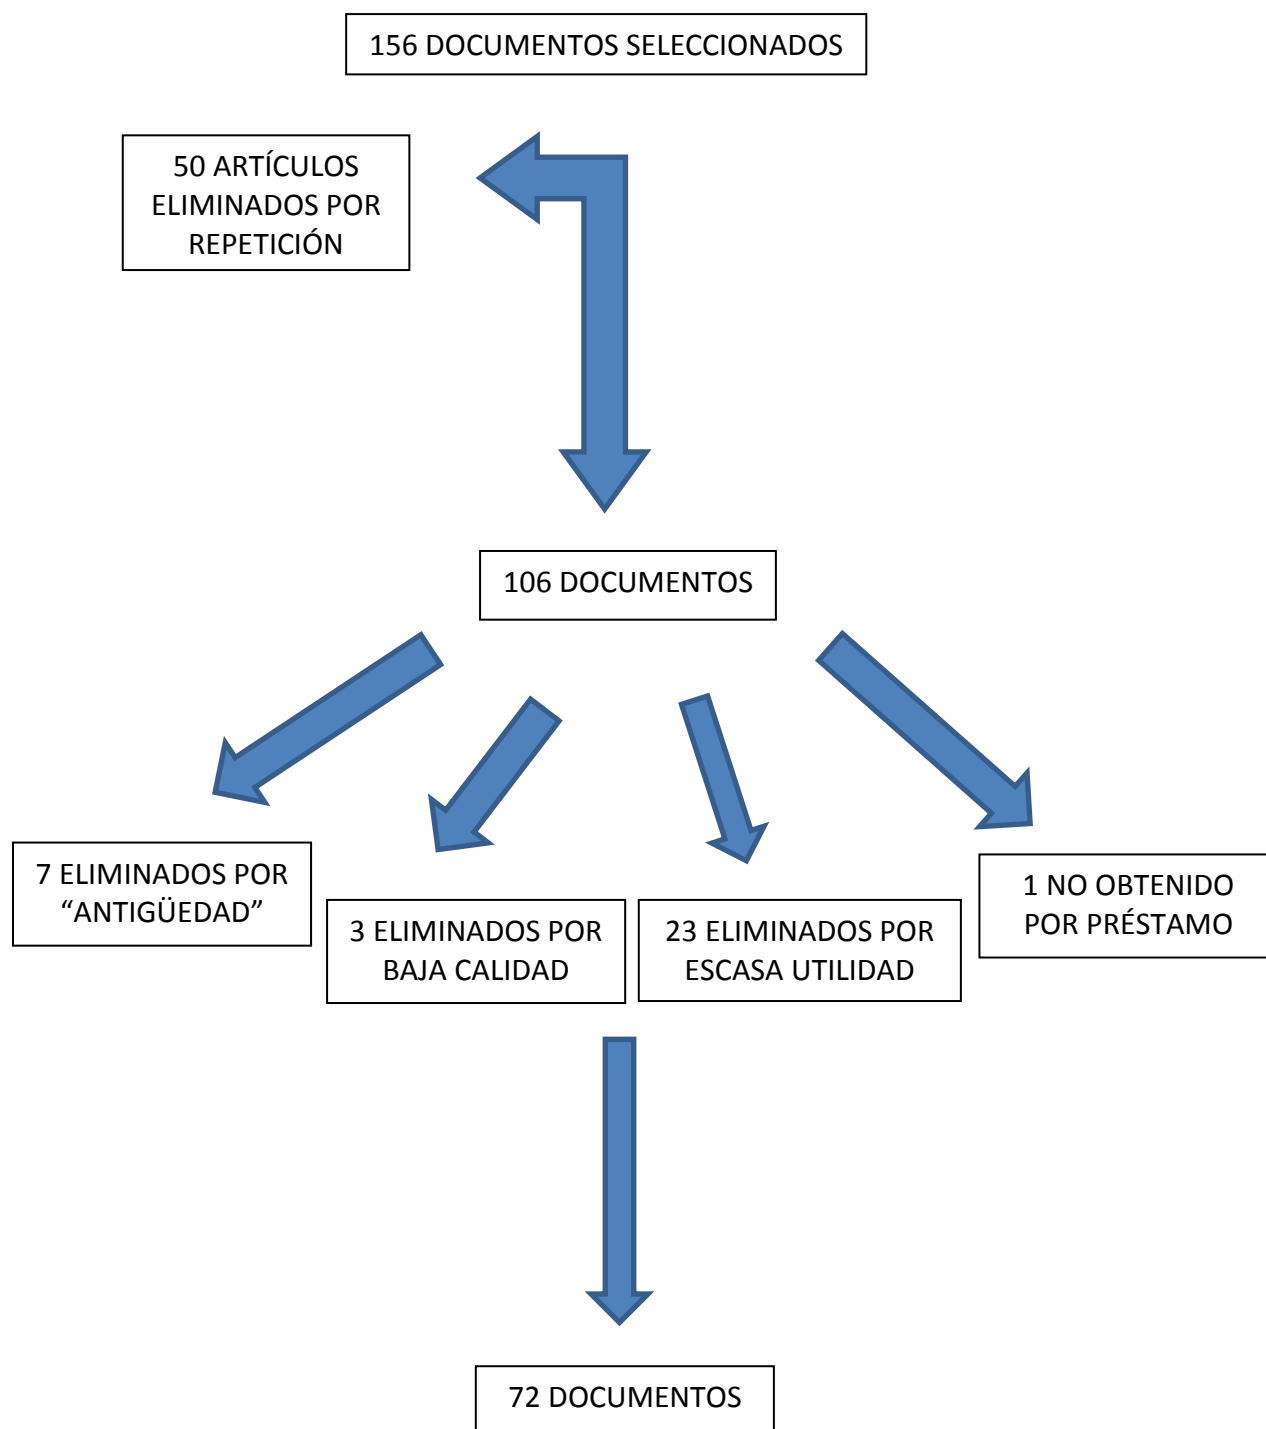 156 DOCUMENTOS SELECCIONADOS
50 ARTÍCULOS
ELIMINADOS POR
REPETICIÓN
106 DOCUMENTOS
7 ELIMINADOS POR
“ANTIGÜEDAD”
3 ELIMINADOS POR
BAJA CALIDAD
23 ELIMINADOS POR
ESCASA UTILIDAD
1 NO OBTENIDO
POR PRÉSTAMO
72 DOCUMENTOS